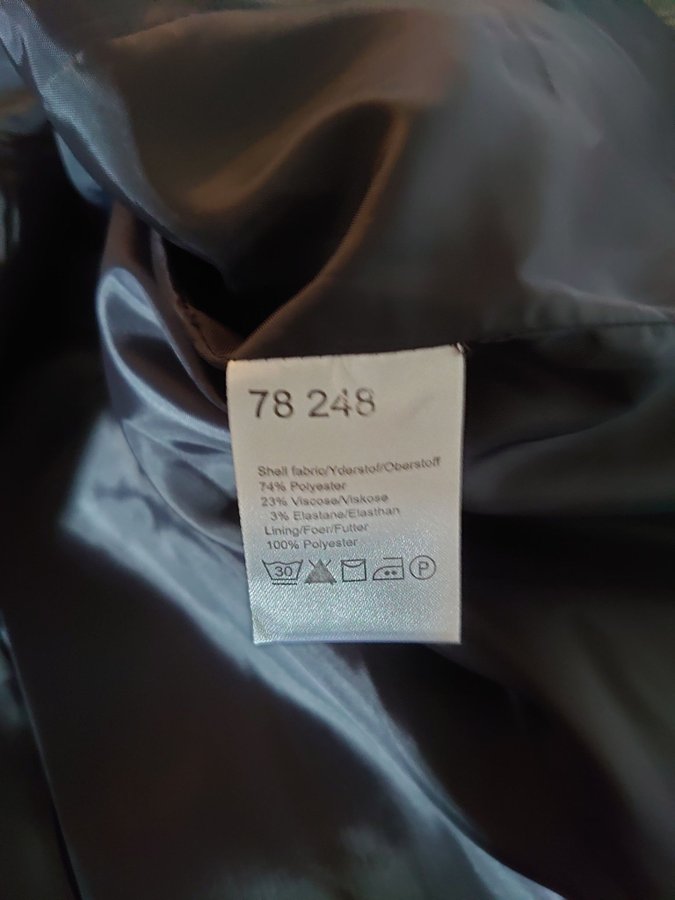 78 248
Shell fabric/Yderstof/Oberstoff
74% Polyester
23% Viscose/Viskose
3% Elastane/Elasthan
Lining/Foer/Futter
100% Polyester
30 P